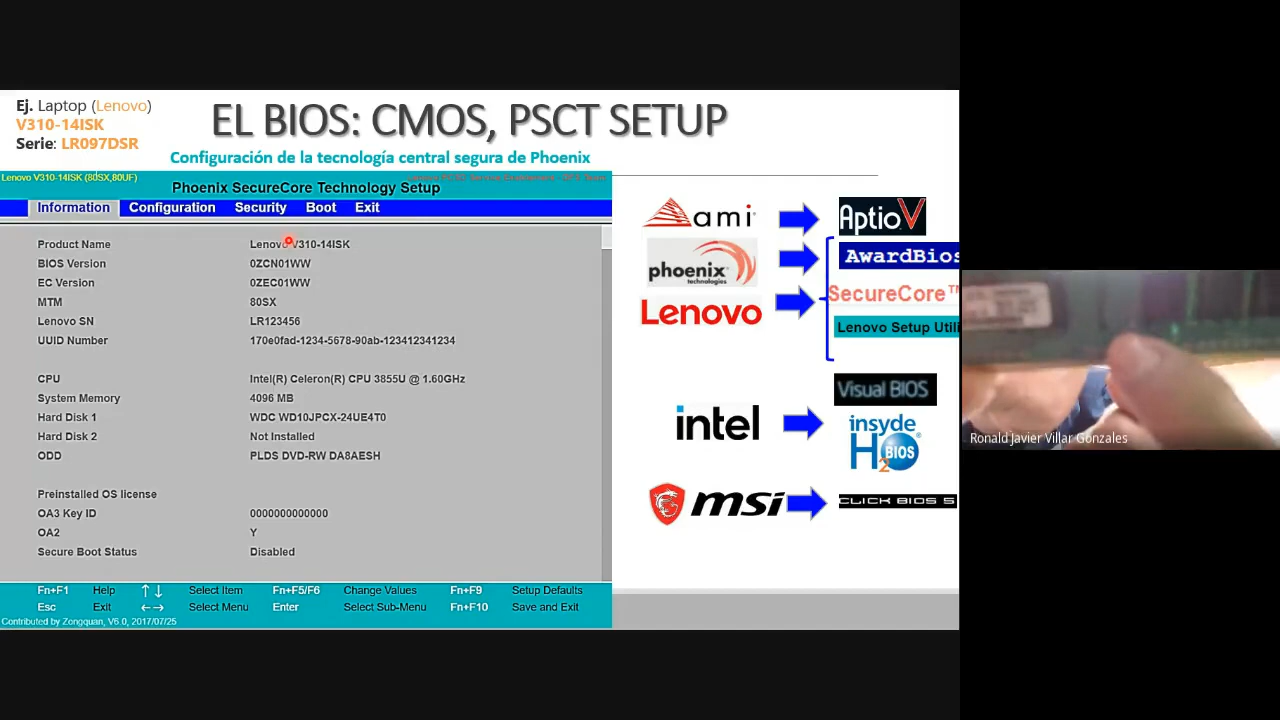 Ej. Laptop (Lenovo)
V310-14ISK
Serie: LR097DSR
EL BIOS: CMOS, PSCT SETUP
Configuración de la tecnología central segura de Phoenix
Lenovo V310-14ISK (80SX,80UF)
Phoenix SecureCore Technology Setup
Information Configuration Security Boot Exit
Product Name Lenovo V310-14ISK
BIOS Version 0ZCN01WW
EC Version 0ZEC01WW
MTM 80SX
Lenovo SN LR123456
UUID Number 170e0fad-1234-5678-90ab-123412341234
CPU Intel(R) Celeron(R) CPU 3855U @ 1.60GHz
System Memory 4096 MB
Hard Disk 1 WDC WD10JPCX-24UE4T0
Hard Disk 2 Not Installed
ODD PLDS DVD-RW DA8AESH
Preinstalled OS license
OA3 Key ID 0000000000000
OA2 Y
Secure Boot Status Disabled
Fn+F1 Help ↑↓ Select Item Fn+F5/F6 Change Values Fn+F9 Setup Defaults
Esc Exit ←→ Select Menu Enter Select Sub-Menu Fn+F10 Save and Exit
Contributed by Zongquan, V6.0, 2017/07/25
ami Aptio V
phoenix technologies AwardBios
SecureCore™
Lenovo
Lenovo Setup Utili
Visual BIOS
intel
insyde
H2BIOS
msi CLICK BIOS 5
Ronald Javier Villar Gonzales